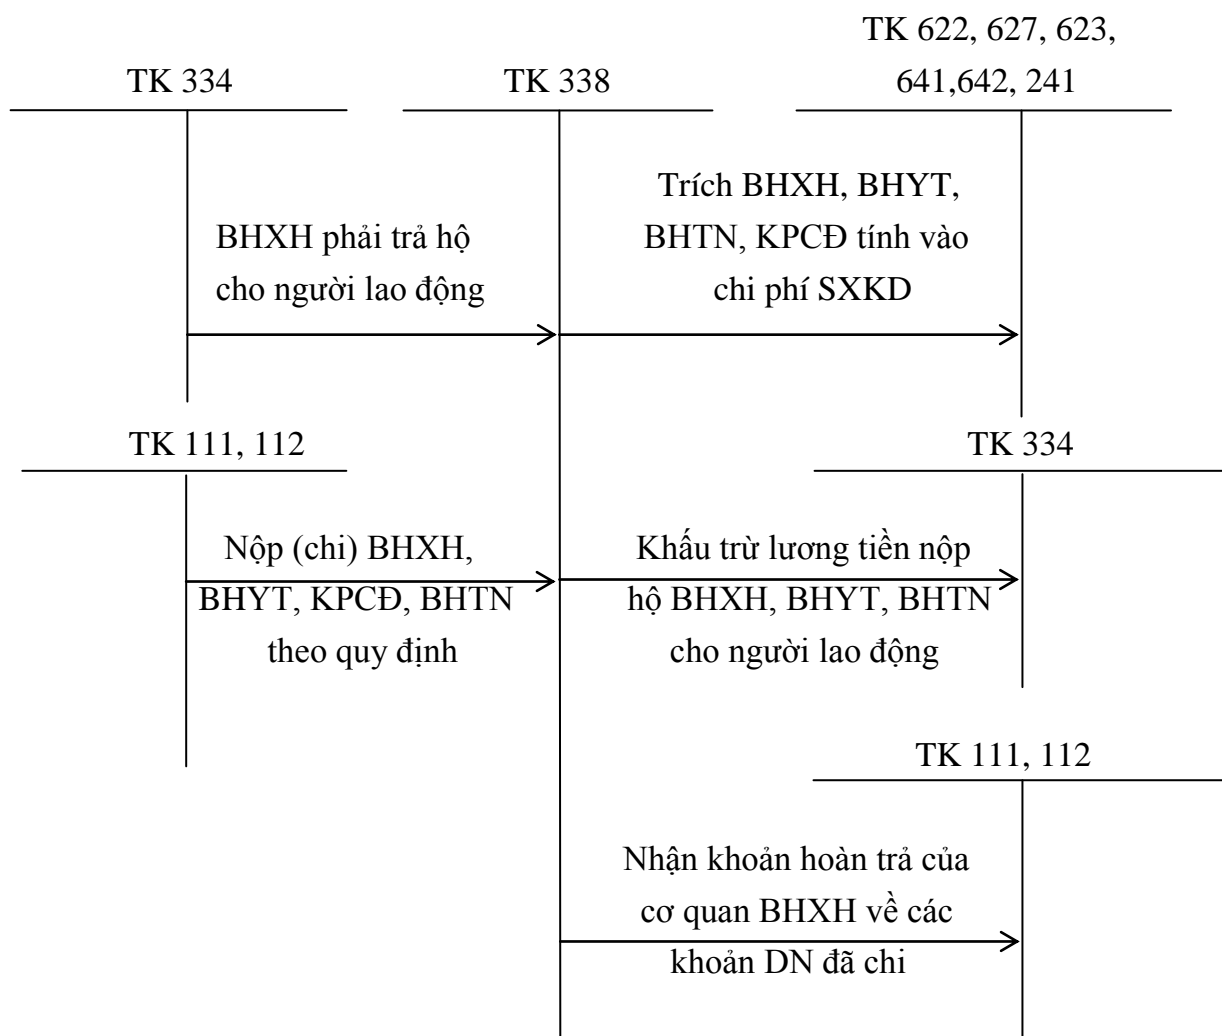 TK 622, 627, 623,
TK 334
TK 338
641,642, 241
BHXH phải trả hộ
cho người lao động
Trích BHXH, BHYT,
BHTN, KPCĐ tính vào
chi phí SXKD
TK 111, 112
TK 334
Nộp (chi) BHXH,
BHYT, KPCĐ, BHTN
theo quy định
Khấu trừ lương tiền nộp
hộ BHXH, BHYT, BHTN
cho người lao động
TK 111, 112
Nhận khoản hoàn trả của
cơ quan BHXH về các
khoản DN đã chi